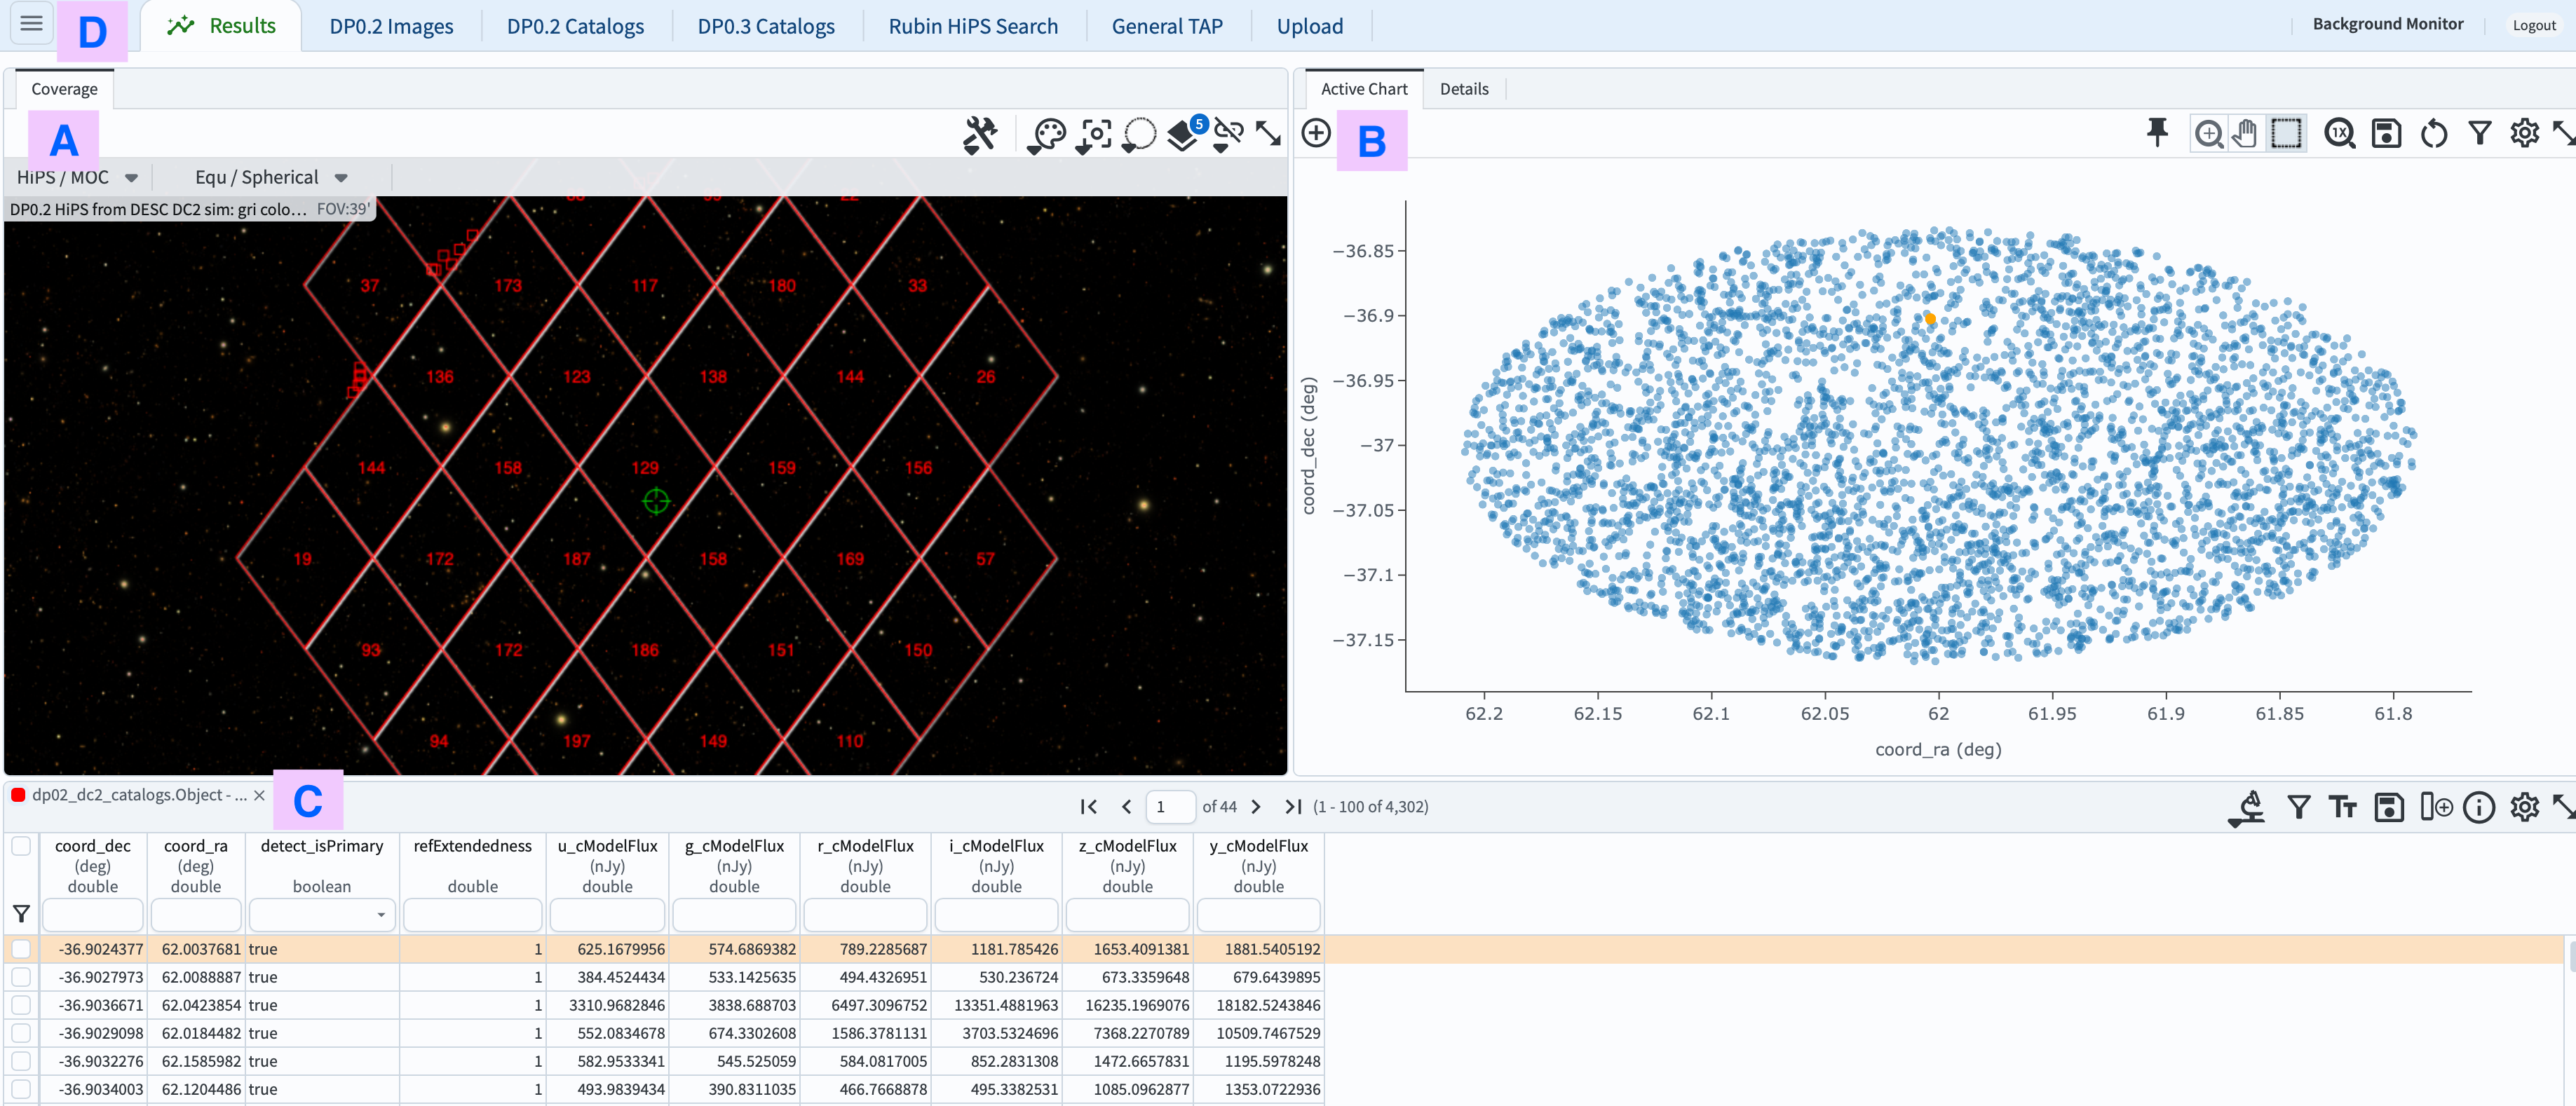 D Results DP0.2 Images DP0.2 Catalogs DP0.3 Catalogs Rubin HiPS Search General TAP Upload Background Monitor Logout
Coverage
A
5
HiPS / MOC Equ / Spherical
DP0.2 HiPS from DESC DC2 sim: gri colo... FOV:39'
37 173 117 180 33
136 123 138 144 26
144 158 129 159 156
19 172 187 158 169 57
93 172 186 151 150
94 197 149 110
Active Chart Details
B
1X
−36.85
−36.9
−36.95
−37
−37.05
−37.1
−37.15
coord_dec (deg)
62.2 62.15 62.1 62.05 62 61.95 61.9 61.85 61.8
coord_ra (deg)
dp02_dc2_catalogs.Object - ... × C 1 of 44 (1 - 100 of 4,302)
coord_dec coord_ra detect_isPrimary refExtendedness u_cModelFlux g_cModelFlux r_cModelFlux i_cModelFlux z_cModelFlux y_cModelFlux
(deg) (deg) (nJy) (nJy) (nJy) (nJy) (nJy) (nJy)
double double boolean double double double double double double double
-36.9024377 62.0037681 true 1 625.1679956 574.6869382 789.2285687 1181.785426 1653.4091381 1881.5405192
-36.9027973 62.0088887 true 1 384.4524434 533.1425635 494.4326951 530.236724 673.3359648 679.6439895
-36.9036671 62.0423854 true 1 3310.9682846 3838.688703 6497.3096752 13351.4881963 16235.1969076 18182.5243846
-36.9029098 62.0184482 true 1 552.0834678 674.3302608 1586.3781131 3703.5324696 7368.2270789 10509.7467529
-36.9032276 62.1585982 true 1 582.9533341 545.525059 584.0817005 852.2831308 1472.6657831 1195.5978248
-36.9034003 62.1204486 true 1 493.9839434 390.8311035 466.7668878 495.3382531 1085.0962877 1353.0722936